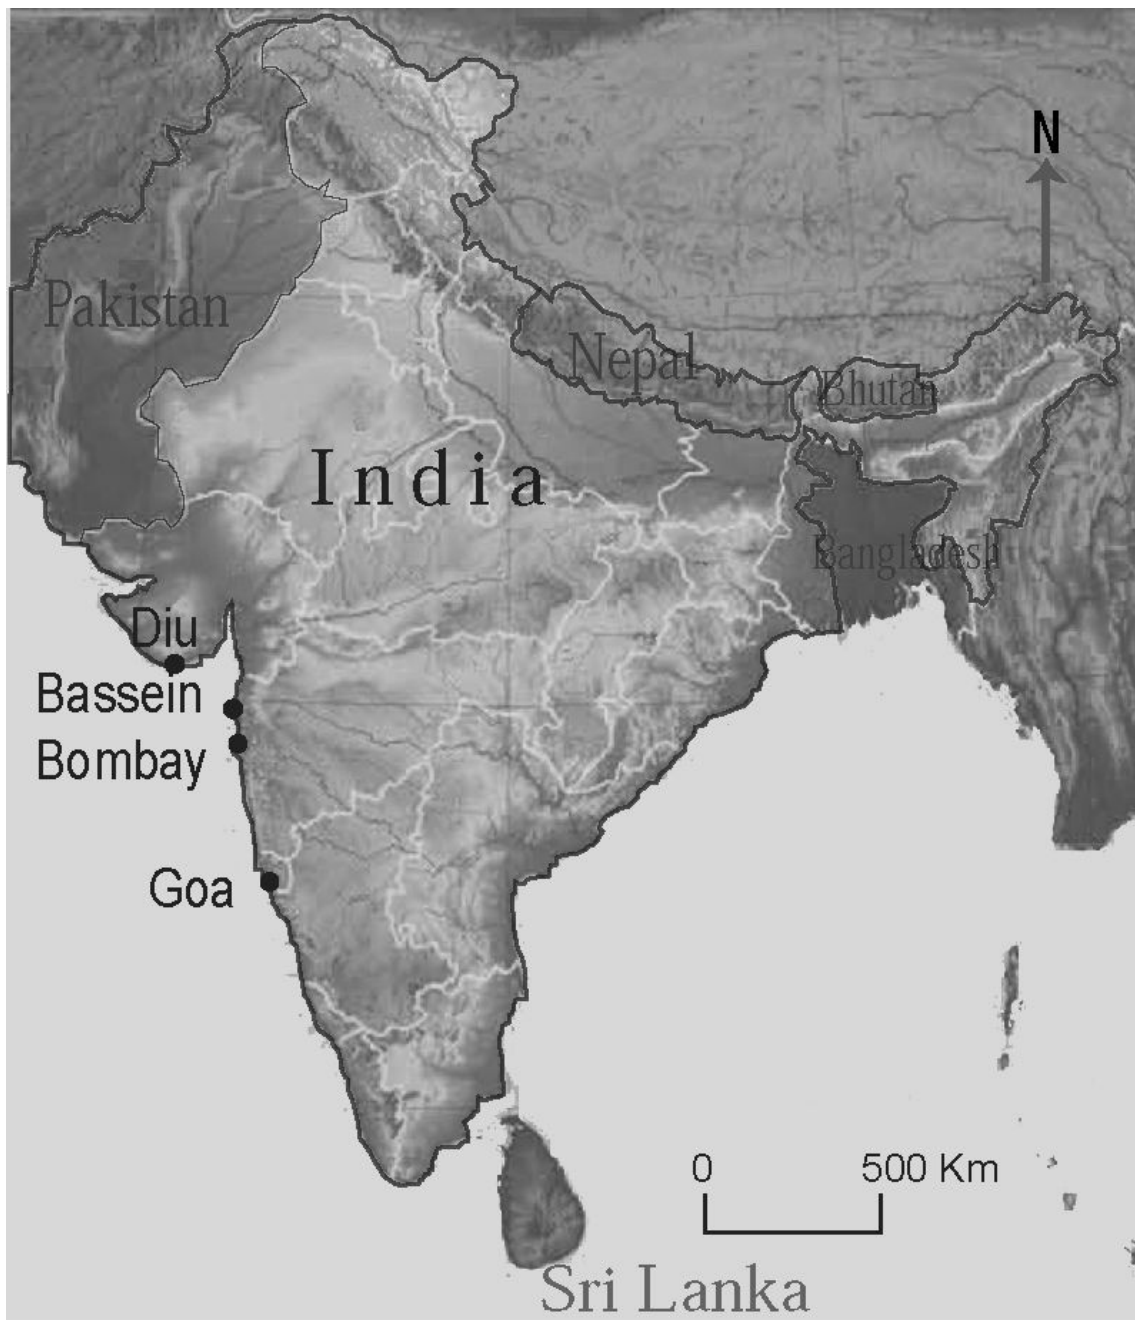 N
Pakistan
Nepal
Bhutan
India
Bangladesh
Diu
Bassein
Bombay
Goa
0 500 Km
Sri Lanka